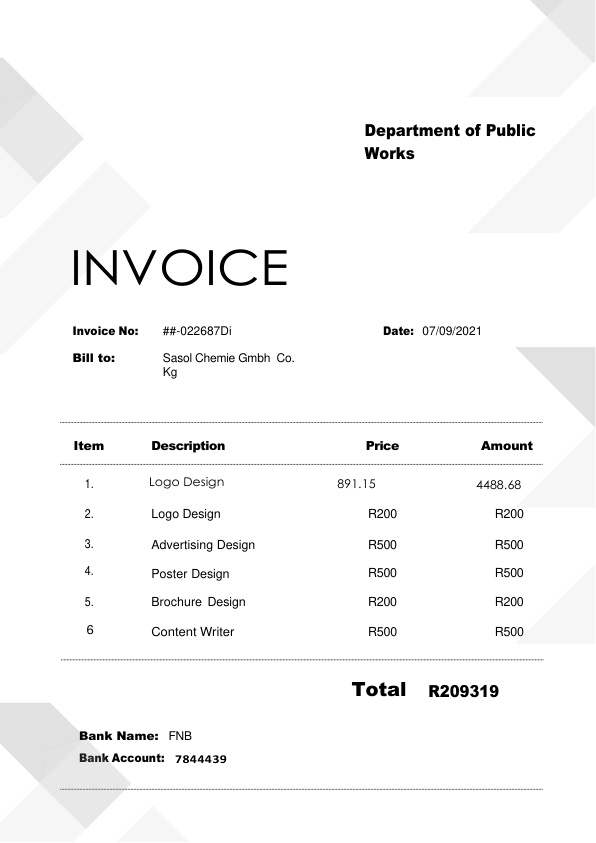 Department of Public
Works
INVOICE
Invoice No: ##-022687Di Date: 07/09/2021
Bill to: Sasol Chemie Gmbh Co.
Kg
Item Description Price Amount
1. Logo Design 891.15 4488.68
2. Logo Design R200 R200
3. Advertising Design R500 R500
4. Poster Design R500 R500
5. Brochure Design R200 R200
6 Content Writer R500 R500
Total R209319
Bank Name: FNB
Bank Account: 7844439